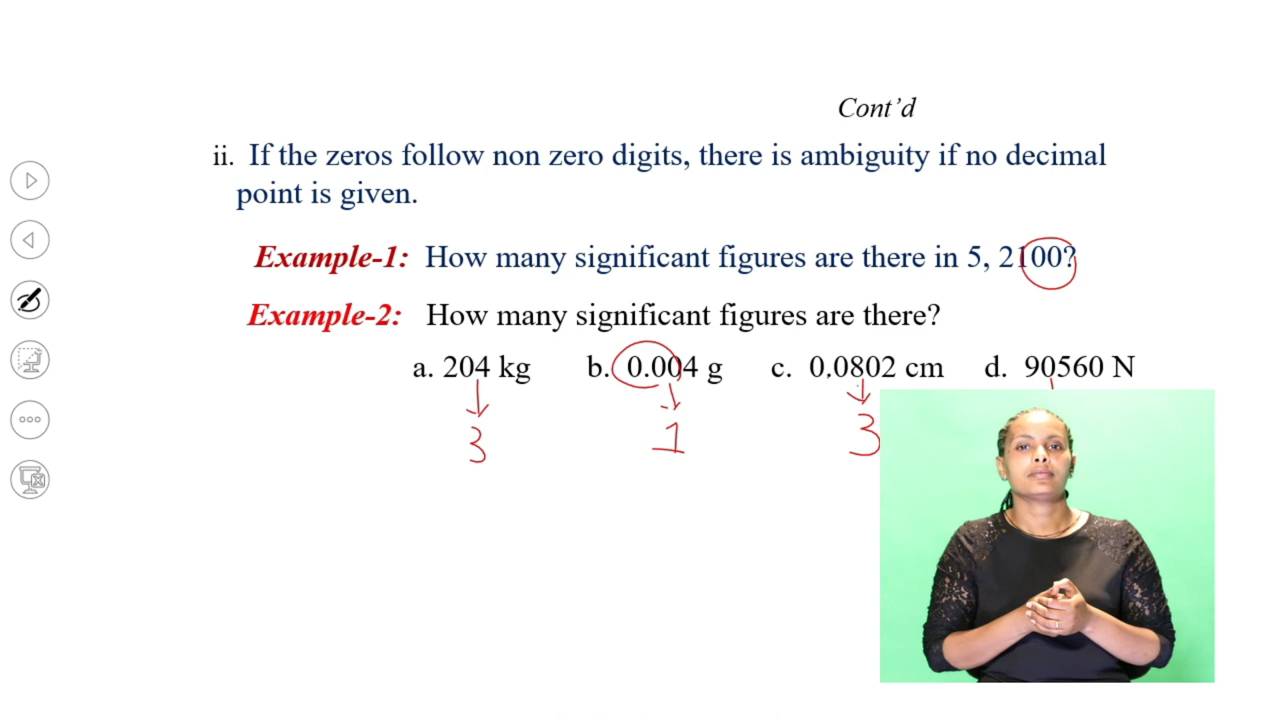 Cont’d
ii. If the zeros follow non zero digits, there is ambiguity if no decimal
point is given.
Example-1: How many significant figures are there in 5, 2100?
Example-2: How many significant figures are there?
a. 204 kg b. 0.004 g c. 0.0802 cm d. 90560 N
3 1 3